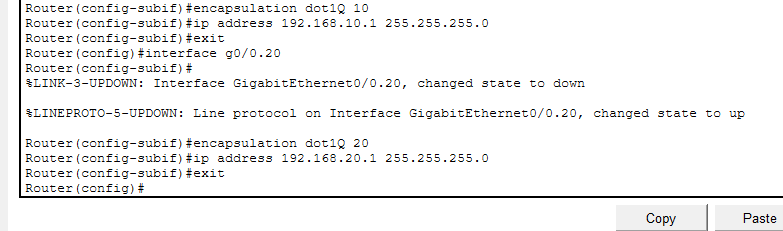 Router(config-subif)#encapsulation dot1Q 10
Router(config-subif)#ip address 192.168.10.1 255.255.255.0
Router(config-subif)#exit
Router(config)#interface g0/0.20
Router(config-subif)#
%LINK-3-UPDOWN: Interface GigabitEthernet0/0.20, changed state to down
%LINEPROTO-5-UPDOWN: Line protocol on Interface GigabitEthernet0/0.20, changed state to up
Router(config-subif)#encapsulation dot1Q 20
Router(config-subif)#ip address 192.168.20.1 255.255.255.0
Router(config-subif)#exit
Router(config)#
Copy Paste